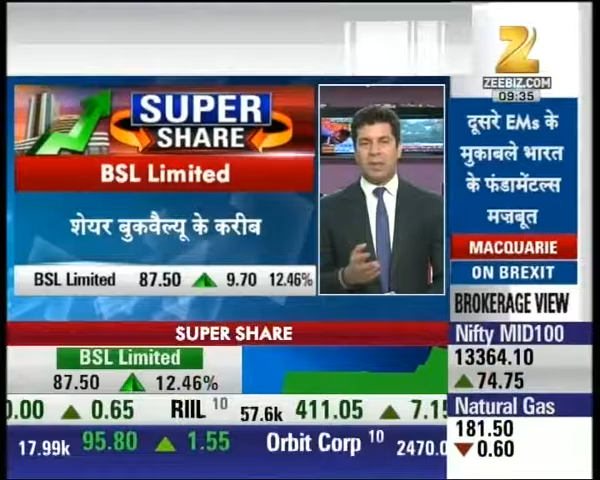 ZEEBIZ.COM
09:35
SUPER
SHARE
BSL Limited
शेयर बुकवैल्यू के करीब
BSL Limited 87.50 9.70 12.46%
दूसरे EMs के
मुकाबले भारत
के फंडामेंटल्स
मज़बूत
MACQUARIE
ON BREXIT
BROKERAGE VIEW
SUPER SHARE
BSL Limited
87.50 12.46%
Nifty MID100
13364.10
74.75
Natural Gas
181.50
0.60
0.00 0.65 RIIL 10 57.6k 411.05 7.15
17.99k 95.80 1.55 Orbit Corp 10 2470.0